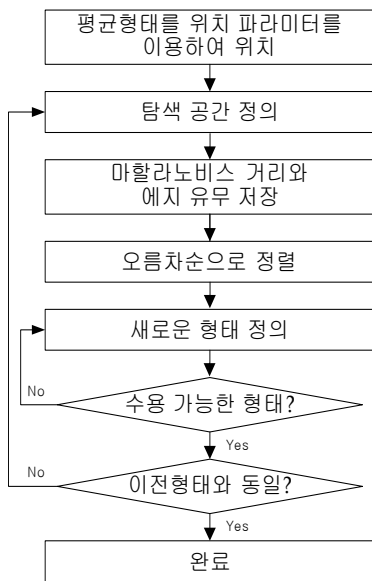 평균형태를 위치 파라미터를
이용하여 위치
탐색 공간 정의
마할라노비스 거리와
에지 유무 저장
오름차순으로 정렬
새로운 형태 정의
No
수용 가능한 형태?
Yes
No
이전형태와 동일?
Yes
완료